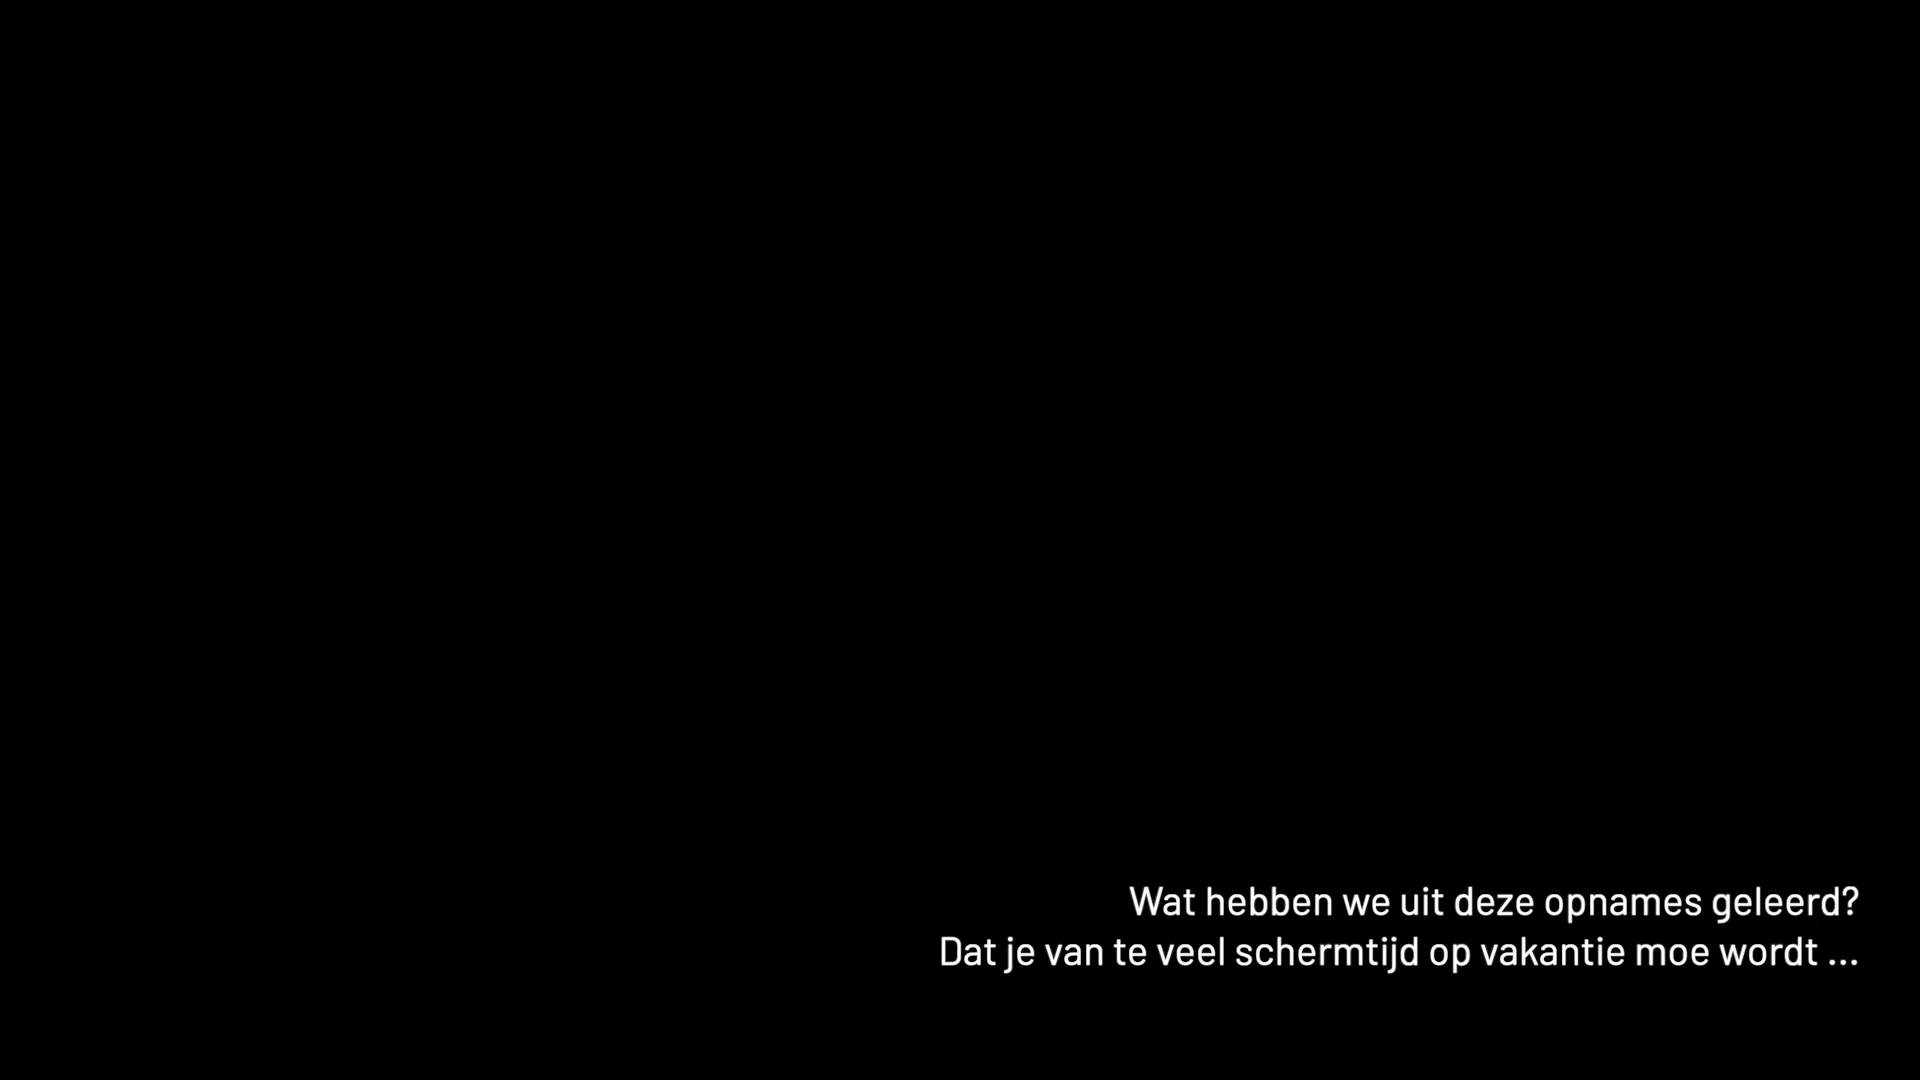 Wat hebben we uit deze opnames geleerd?
Dat je van te veel schermtijd op vakantie moe wordt ...